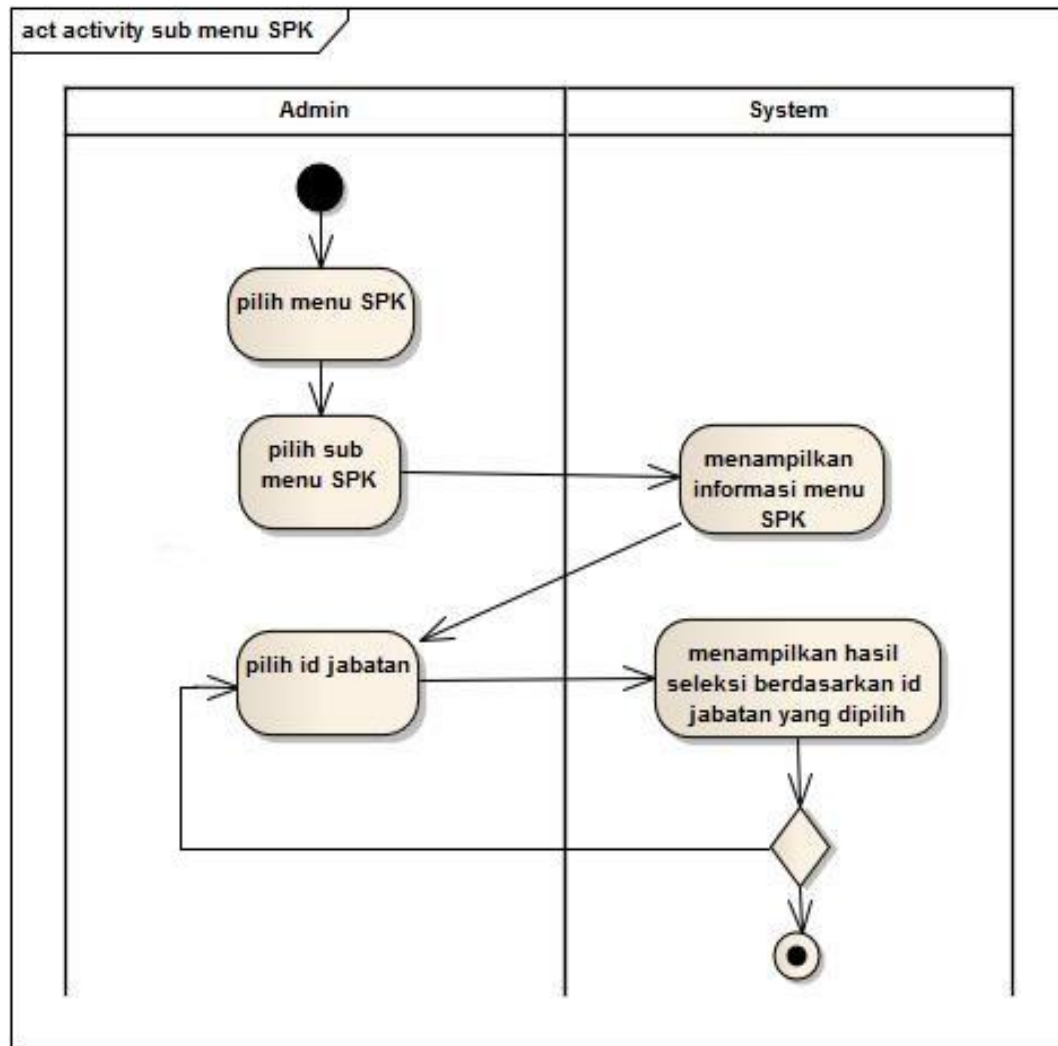 act activity sub menu SPK
Admin
System
pilih menu SPK
pilih sub
menu SPK
menampilkan
informasi menu
SPK
pilih id jabatan
menampilkan hasil
seleksi berdasarkan id
jabatan yang dipilih